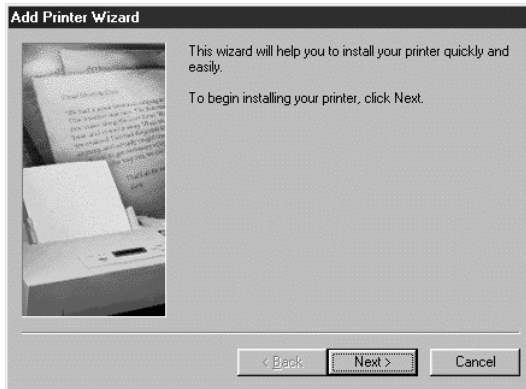 Add Printer Wizard
This wizard will help you to install your printer quickly and
easily.
To begin installing your printer, click Next.
< Back
Next >
Cancel